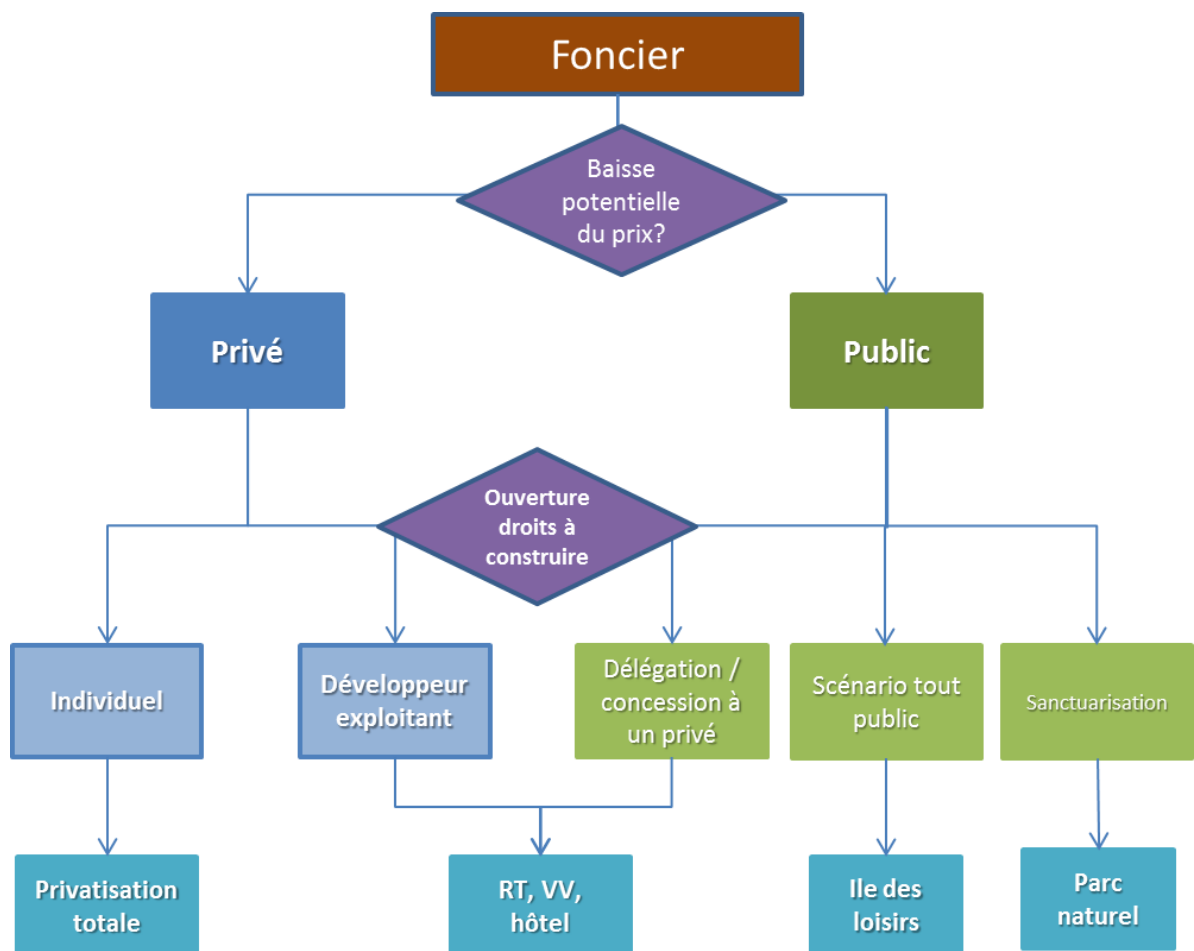 Foncier
Baisse
potentielle
du prix?
Privé
Public
Ouverture
droits à
construire
Individuel
Développeur
exploitant
Délégation /
concession à
un privé
Scénario tout
public
Sanctuarisation
Privatisation
totale
RT, VV,
hôtel
Ile des
loisirs
Parc
naturel